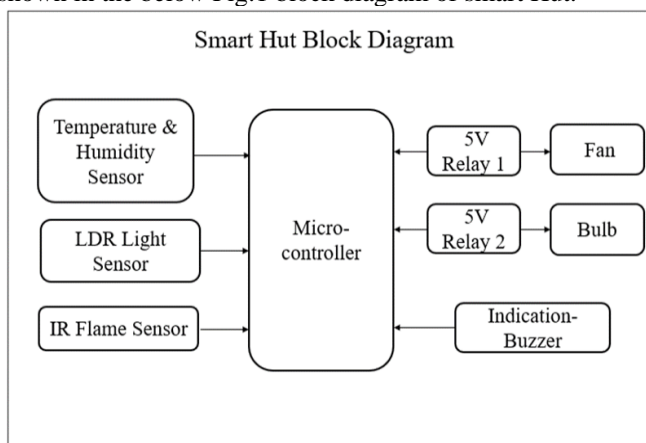 shown in the below Fig.1 block diagram of smart Hut.
Smart Hut Block Diagram
Temperature &
Humidity
Sensor
LDR Light
Sensor
IR Flame Sensor
Micro-
controller
5V
Relay 1
Fan
5V
Relay 2
Bulb
Indication-
Buzzer